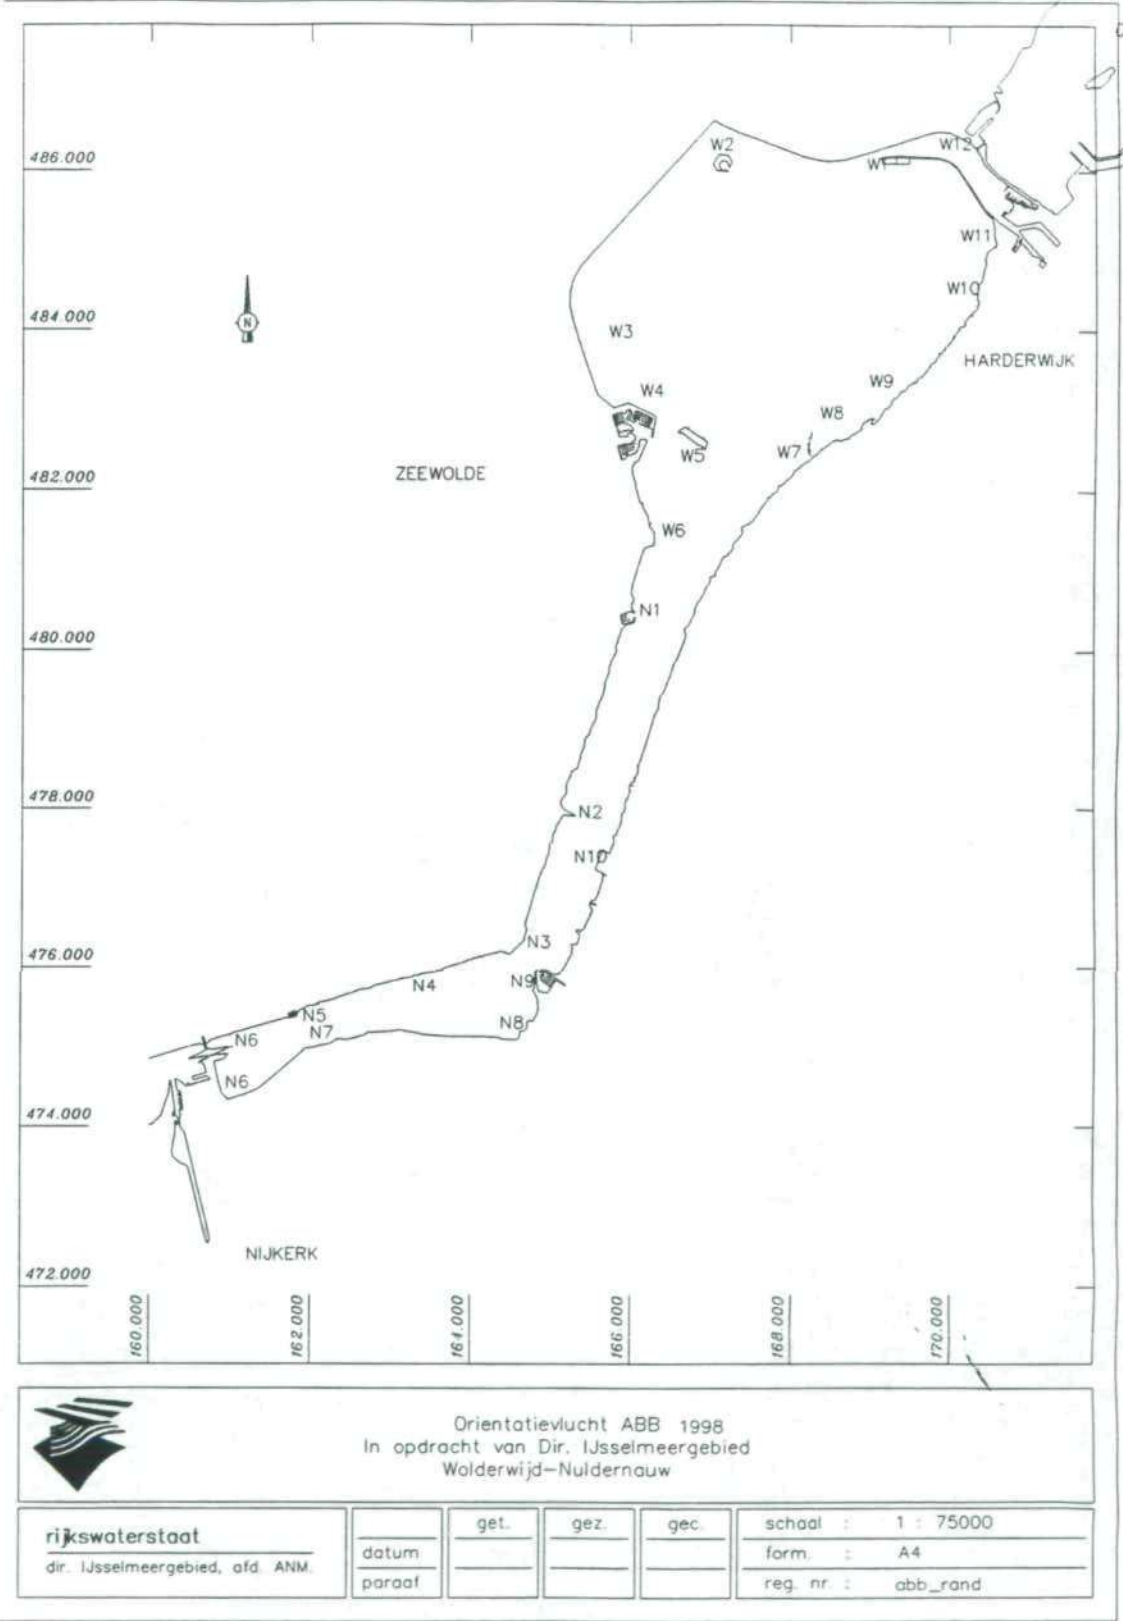 486.000
W2
W1
W12
W11
W10
484.000
N
W3
HARDERWIJK
W9
W4
W8
W5
W7
ZEEWOLDE
482.000
W6
N1
480.000
478.000
N2
N10
N3
476.000
N9
N4
N5
N8
N7
N6
N6
474.000
NIJKERK
472.000
160.000
162.000
164.000
166.000
168.000
170.000
Orientatievlucht ABB 1998
In opdracht van Dir. IJsselmeergebied
Wolderwijd-Nuldernauw
rijkswaterstaat
dir. IJsselmeergebied, afd. ANM.
get. gez. gec.
datum
paraaf
schaal : 1 : 75000
form. : A4
reg. nr. : abb_rand